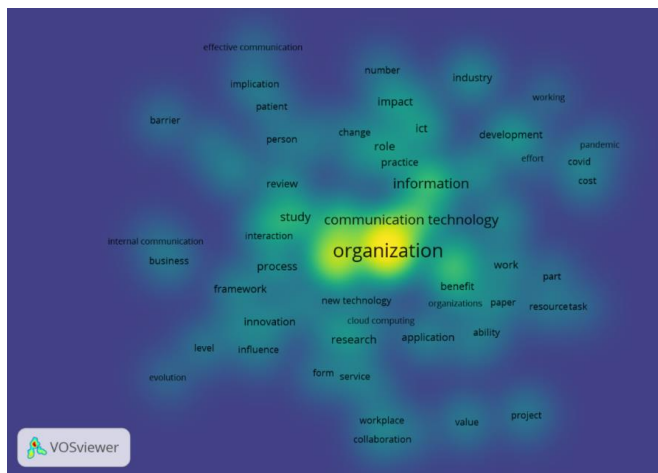 effective communication
number
industry
implication
working
impact
patient
barrier
change
ict
development
person
role
pandemic
practice
effort
covid
cost
review
information
study
communication technology
interaction
internal communication
organization
business
process
work
part
benefit
framework
new technology
organizations
paper
resource
task
innovation
cloud computing
ability
research
application
level
influence
form
service
evolution
project
workplace
value
collaboration
VOSviewer